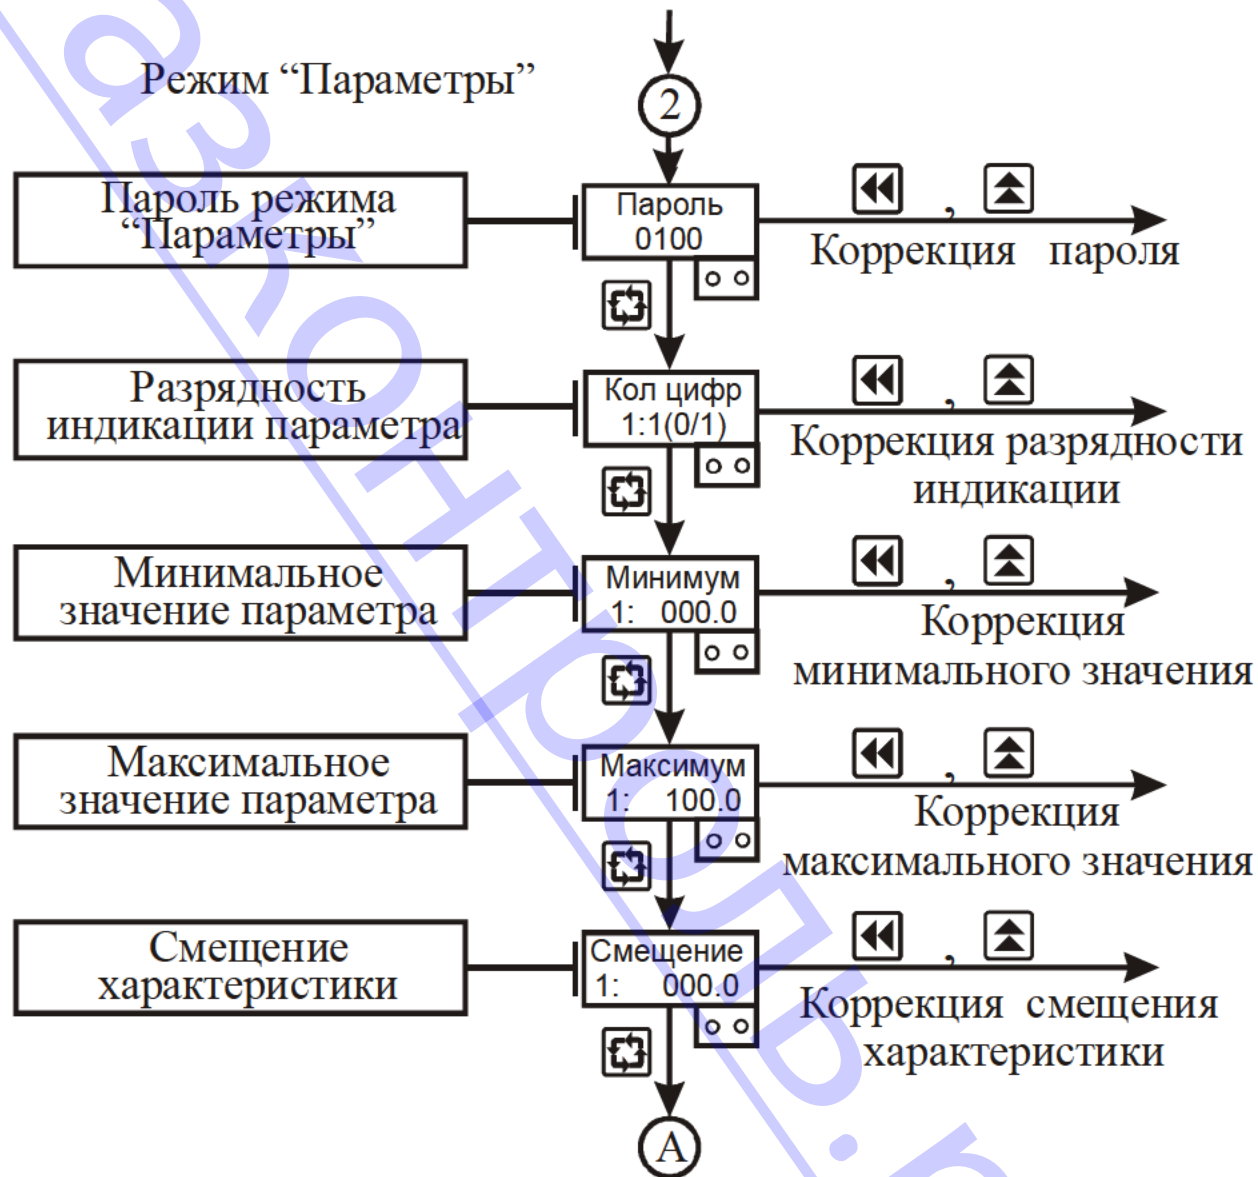 Режим “Параметры”
2
Пароль режима
“Параметры”
Пароль
0100
,
Коррекция пароля
Разрядность
индикации параметра
Кол цифр
1:1(0/1)
,
Коррекция разрядности
индикации
Минимальное
значение параметра
Минимум
1: 000.0
,
Коррекция
минимального значения
Максимальное
значение параметра
Максимум
1: 100.0
,
Коррекция
максимального значения
Смещение
характеристики
Смещение
1: 000.0
,
Коррекция смещения
характеристики
А
азконтроль.